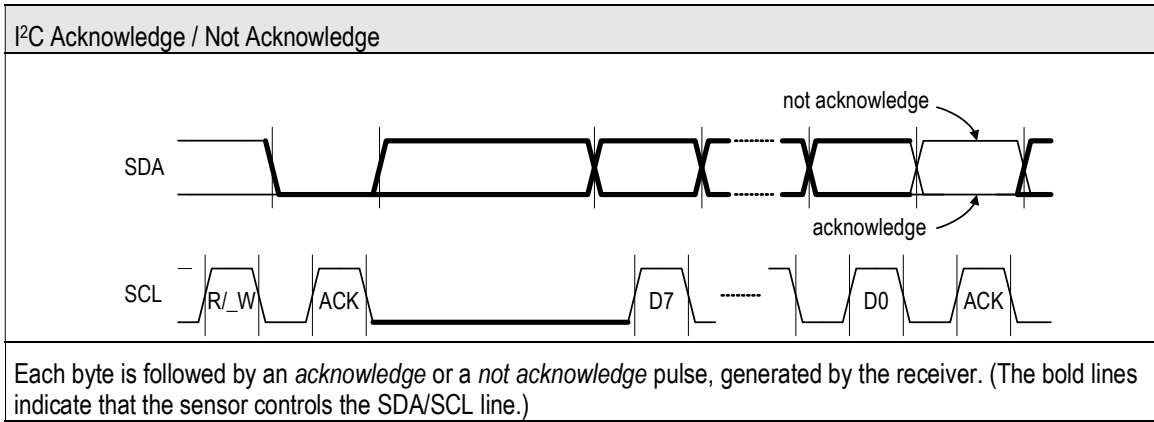 I²C Acknowledge / Not Acknowledge
not acknowledge
SDA
acknowledge
SCL R/_W ACK D7 D0 ACK
Each byte is followed by an acknowledge or a not acknowledge pulse, generated by the receiver. (The bold lines
indicate that the sensor controls the SDA/SCL line.)